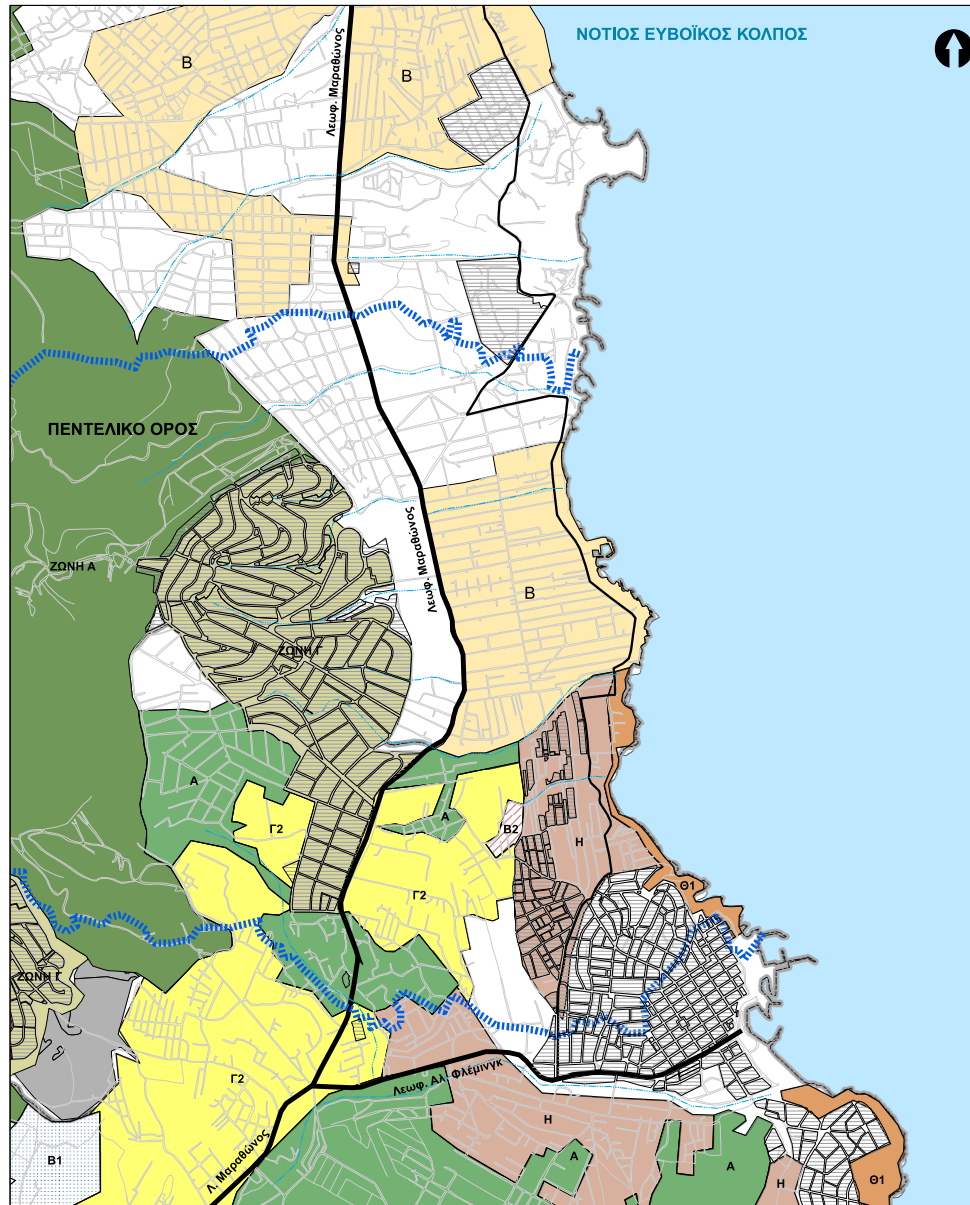 ΝΟΤΙΟΣ ΕΥΒΟΪΚΟΣ ΚΟΛΠΟΣ
Β
Β
Λεωφ. Μαραθώνος
ΠΕΝΤΕΛΙΚΟ ΟΡΟΣ
ΖΩΝΗ Α
Λεωφ. Μαραθώνος
Β
ΖΩΝΗ Γ
Α
Α
Γ2
Β2
Η
Γ2
Θ1
ΖΩΝΗ Γ
Γ2
Λεωφ. Αλ. Φλέμινγκ
Η
Λ. Μαραθώνος
Β1
Α
Α
Η
Θ1